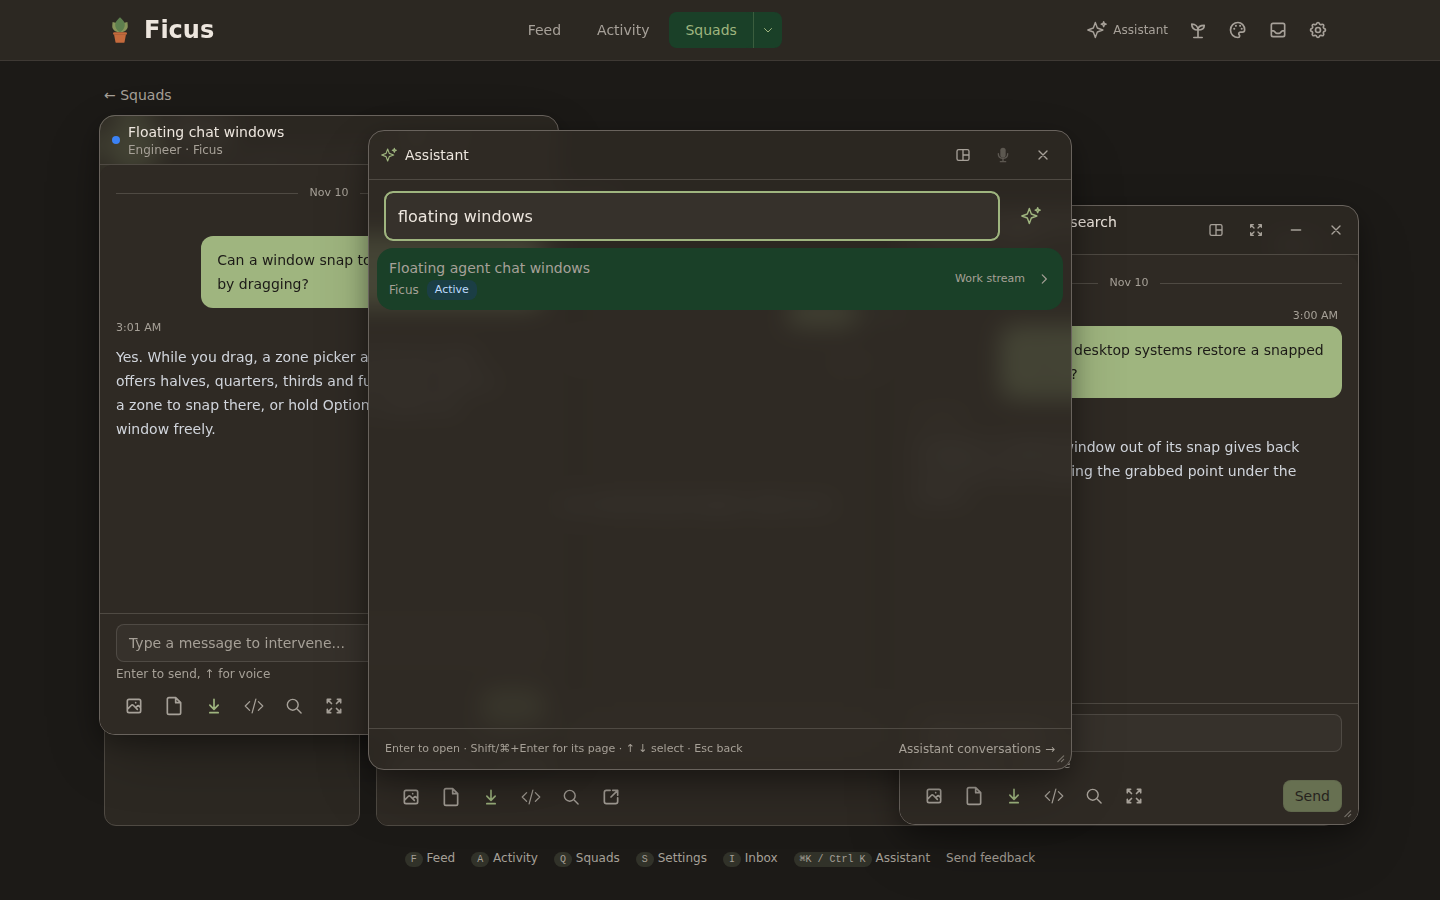 Ficus
Feed
Activity
Squads
Assistant
← Squads
Floating chat windows
Engineer · Ficus
Nov 10
Can a window snap to
by dragging?
3:01 AM
Yes. While you drag, a zone picker
offers halves, quarters, thirds and
a zone to snap there, or hold Option
window freely.
Type a message to intervene...
Enter to send, ↑ for voice
Assistant
floating windows
Floating agent chat windows
Ficus Active
Work stream
Enter to open · Shift/⌘+Enter for its page · ↑ ↓ select · Esc back
Assistant conversations →
search
Nov 10
3:00 AM
desktop systems restore a snapped
?
window out of its snap gives back
the grabbed point under the
Send
F Feed
A Activity
Q Squads
S Settings
I Inbox
⌘K / Ctrl K Assistant
Send feedback